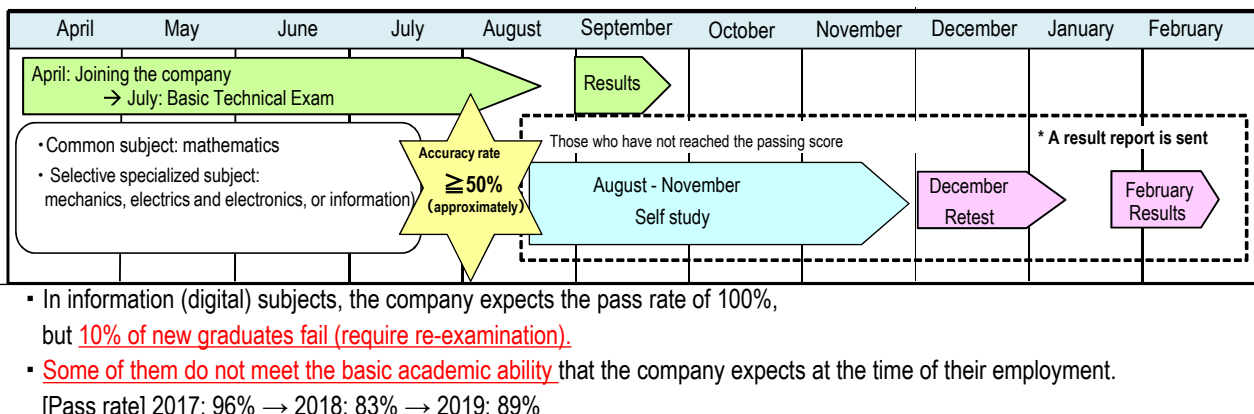 April May June July August September October November December January February
April: Joining the company
→ July: Basic Technical Exam
Results
・Common subject: mathematics
・ Selective specialized subject:
mechanics, electrics and electronics, or information)
Accuracy rate
≧50%
(approximately)
Those who have not reached the passing score
* A result report is sent
August - November
Self study
December
Retest
February
Results
・In information (digital) subjects, the company expects the pass rate of 100%,
but 10% of new graduates fail (require re-examination).
・Some of them do not meet the basic academic ability that the company expects at the time of their employment.
[Pass rate] 2017: 96% → 2018: 83% → 2019: 89%